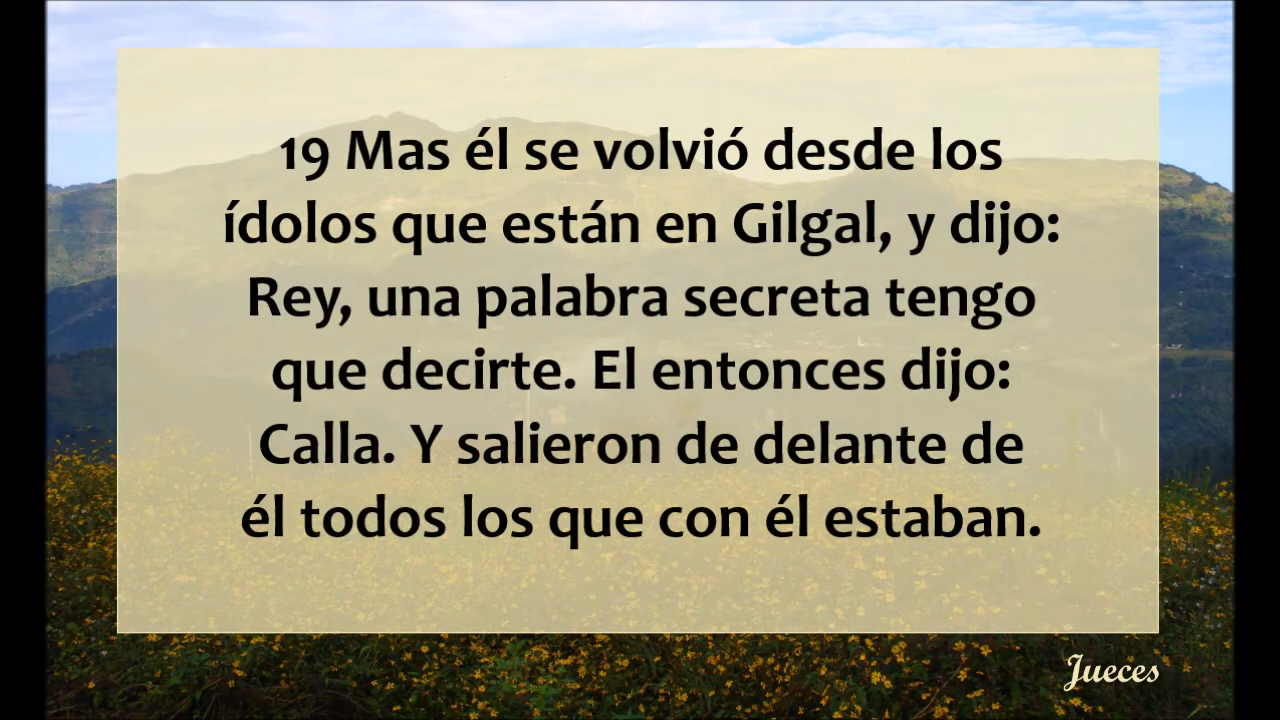 19 Mas él se volvió desde los
ídolos que están en Gilgal, y dijo:
Rey, una palabra secreta tengo
que decirte. El entonces dijo:
Calla. Y salieron de delante de
él todos los que con él estaban.
Jueces